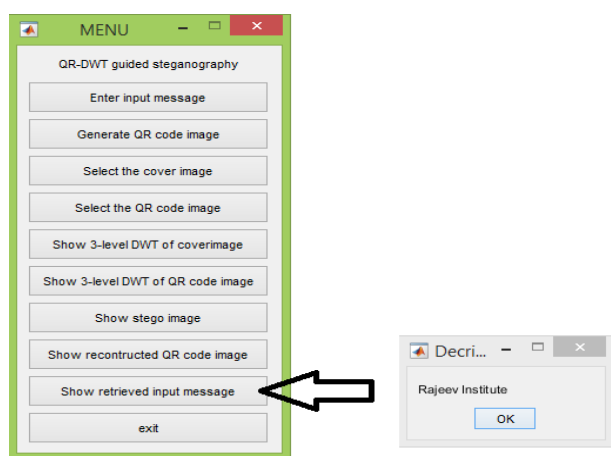 MENU
QR-DWT guided steganography
Enter input message
Generate QR code image
Select the cover image
Select the QR code image
Show 3-level DWT of coverimage
Show 3-level DWT of QR code image
Show stego image
Show recontructed QR code image
Show retrieved input message
exit
Decri...
Rajeev Institute
OK